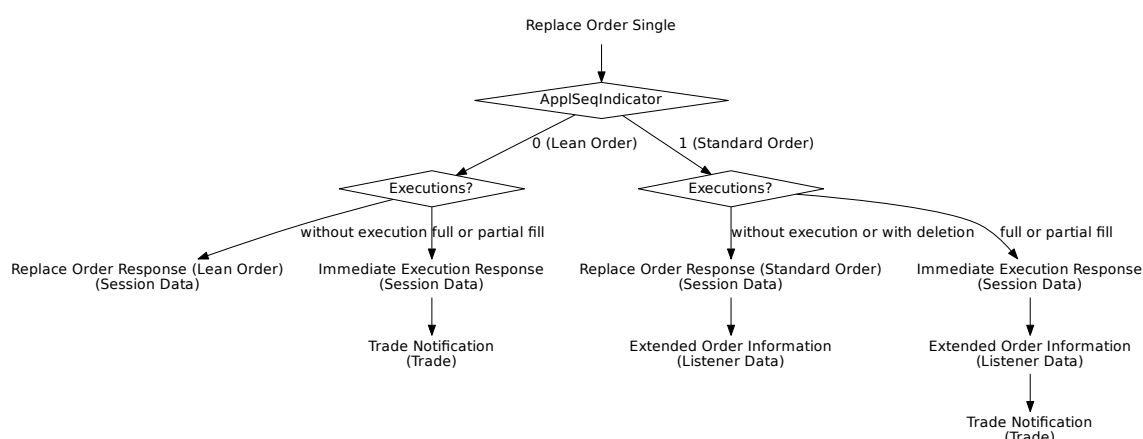 Replace Order Single
ApplSeqIndicator
0 (Lean Order)
1 (Standard Order)
Executions?
Executions?
without execution
full or partial fill
without execution or with deletion
full or partial fill
Replace Order Response (Lean Order)
(Session Data)
Immediate Execution Response
(Session Data)
Replace Order Response (Standard Order)
(Session Data)
Immediate Execution Response
(Session Data)
Trade Notification
(Trade)
Extended Order Information
(Listener Data)
Extended Order Information
(Listener Data)
Trade Notification
(Trade)